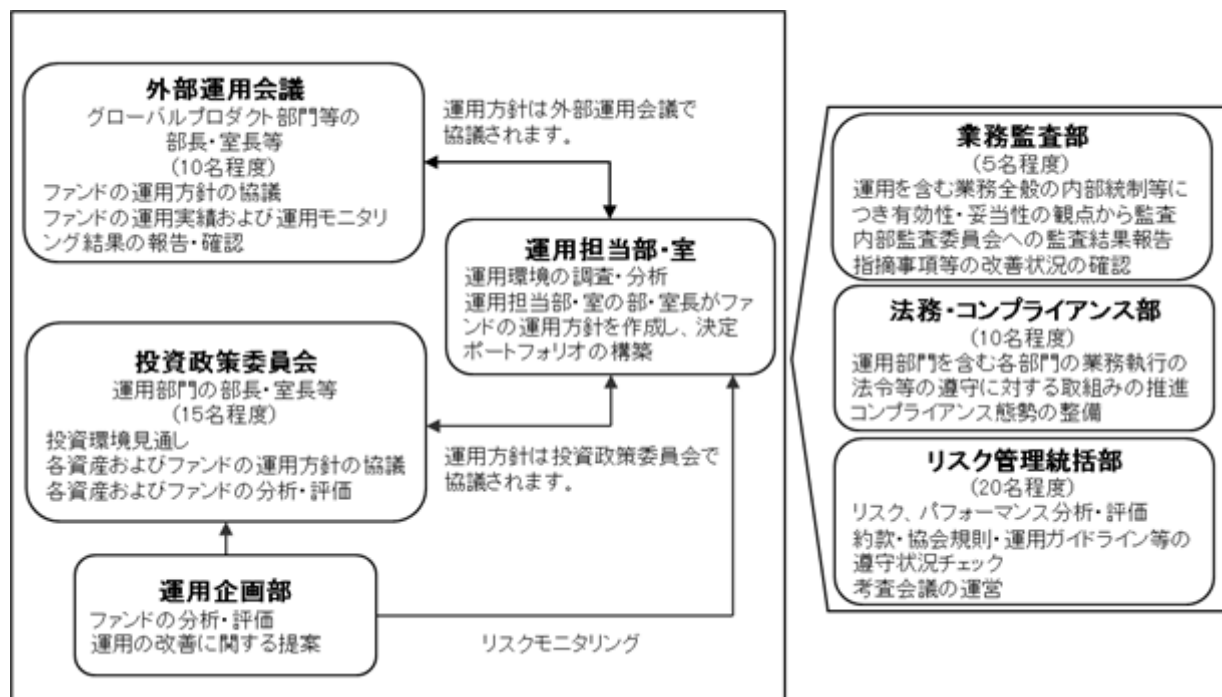 外部運用会議
グローバルプロダクト部門等の
部長・室長等
(10名程度)
ファンドの運用方針の協議
ファンドの運用実績および運用モニタリ
ング結果の報告・確認
運用方針は外部運用会議で
協議されます。
運用担当部・室
運用環境の調査・分析
運用担当部・室の部・室長がファ
ンドの運用方針を作成し、決定
ポートフォリオの構築
投資政策委員会
運用部門の部長・室長等
(15名程度)
投資環境見通し
各資産およびファンドの運用方針の協議
各資産およびファンドの分析・評価
運用方針は投資政策委員会で
協議されます。
運用企画部
ファンドの分析・評価
運用の改善に関する提案
リスクモニタリング
業務監査部
(5名程度)
運用を含む業務全般の内部統制等に
つき有効性・妥当性の観点から監査
内部監査委員会への監査結果報告
指摘事項等の改善状況の確認
法務・コンプライアンス部
(10名程度)
運用部門を含む各部門の業務執行の
法令等の遵守に対する取組みの推進
コンプライアンス態勢の整備
リスク管理統括部
(20名程度)
リスク、パフォーマンス分析・評価
約款・協会規則・運用ガイドライン等の
遵守状況チェック
考査会議の運営